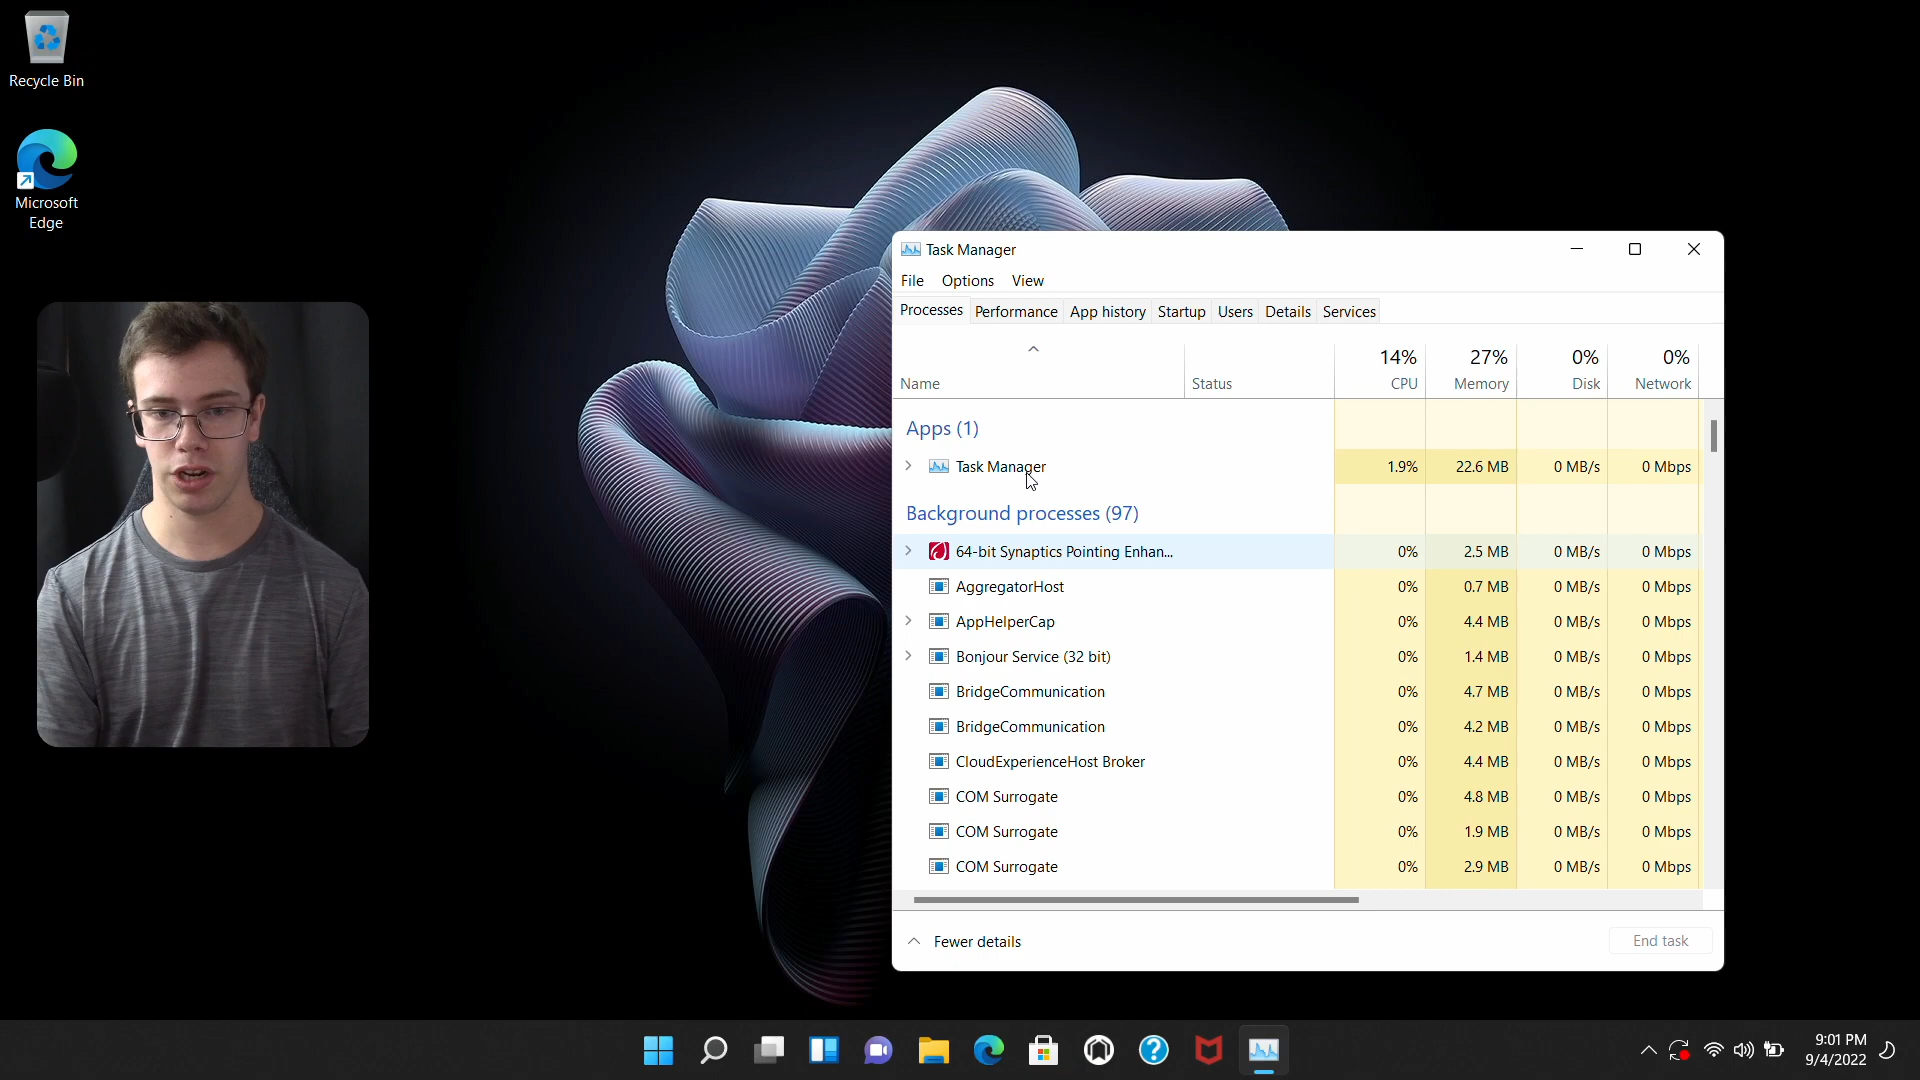 Recycle Bin
Microsoft
Edge
Task Manager
File Options View
Processes Performance App history Startup Users Details Services
14% 27% 0% 0%
Name Status CPU Memory Disk Network
Apps (1)
Task Manager 1.9% 22.6 MB 0 MB/s 0 Mbps
Background processes (97)
64-bit Synaptics Pointing Enhan... 0% 2.5 MB 0 MB/s 0 Mbps
AggregatorHost 0% 0.7 MB 0 MB/s 0 Mbps
AppHelperCap 0% 4.4 MB 0 MB/s 0 Mbps
Bonjour Service (32 bit) 0% 1.4 MB 0 MB/s 0 Mbps
BridgeCommunication 0% 4.7 MB 0 MB/s 0 Mbps
BridgeCommunication 0% 4.2 MB 0 MB/s 0 Mbps
CloudExperienceHost Broker 0% 4.4 MB 0 MB/s 0 Mbps
COM Surrogate 0% 4.8 MB 0 MB/s 0 Mbps
COM Surrogate 0% 1.9 MB 0 MB/s 0 Mbps
COM Surrogate 0% 2.9 MB 0 MB/s 0 Mbps
Fewer details End task
9:01 PM
9/4/2022